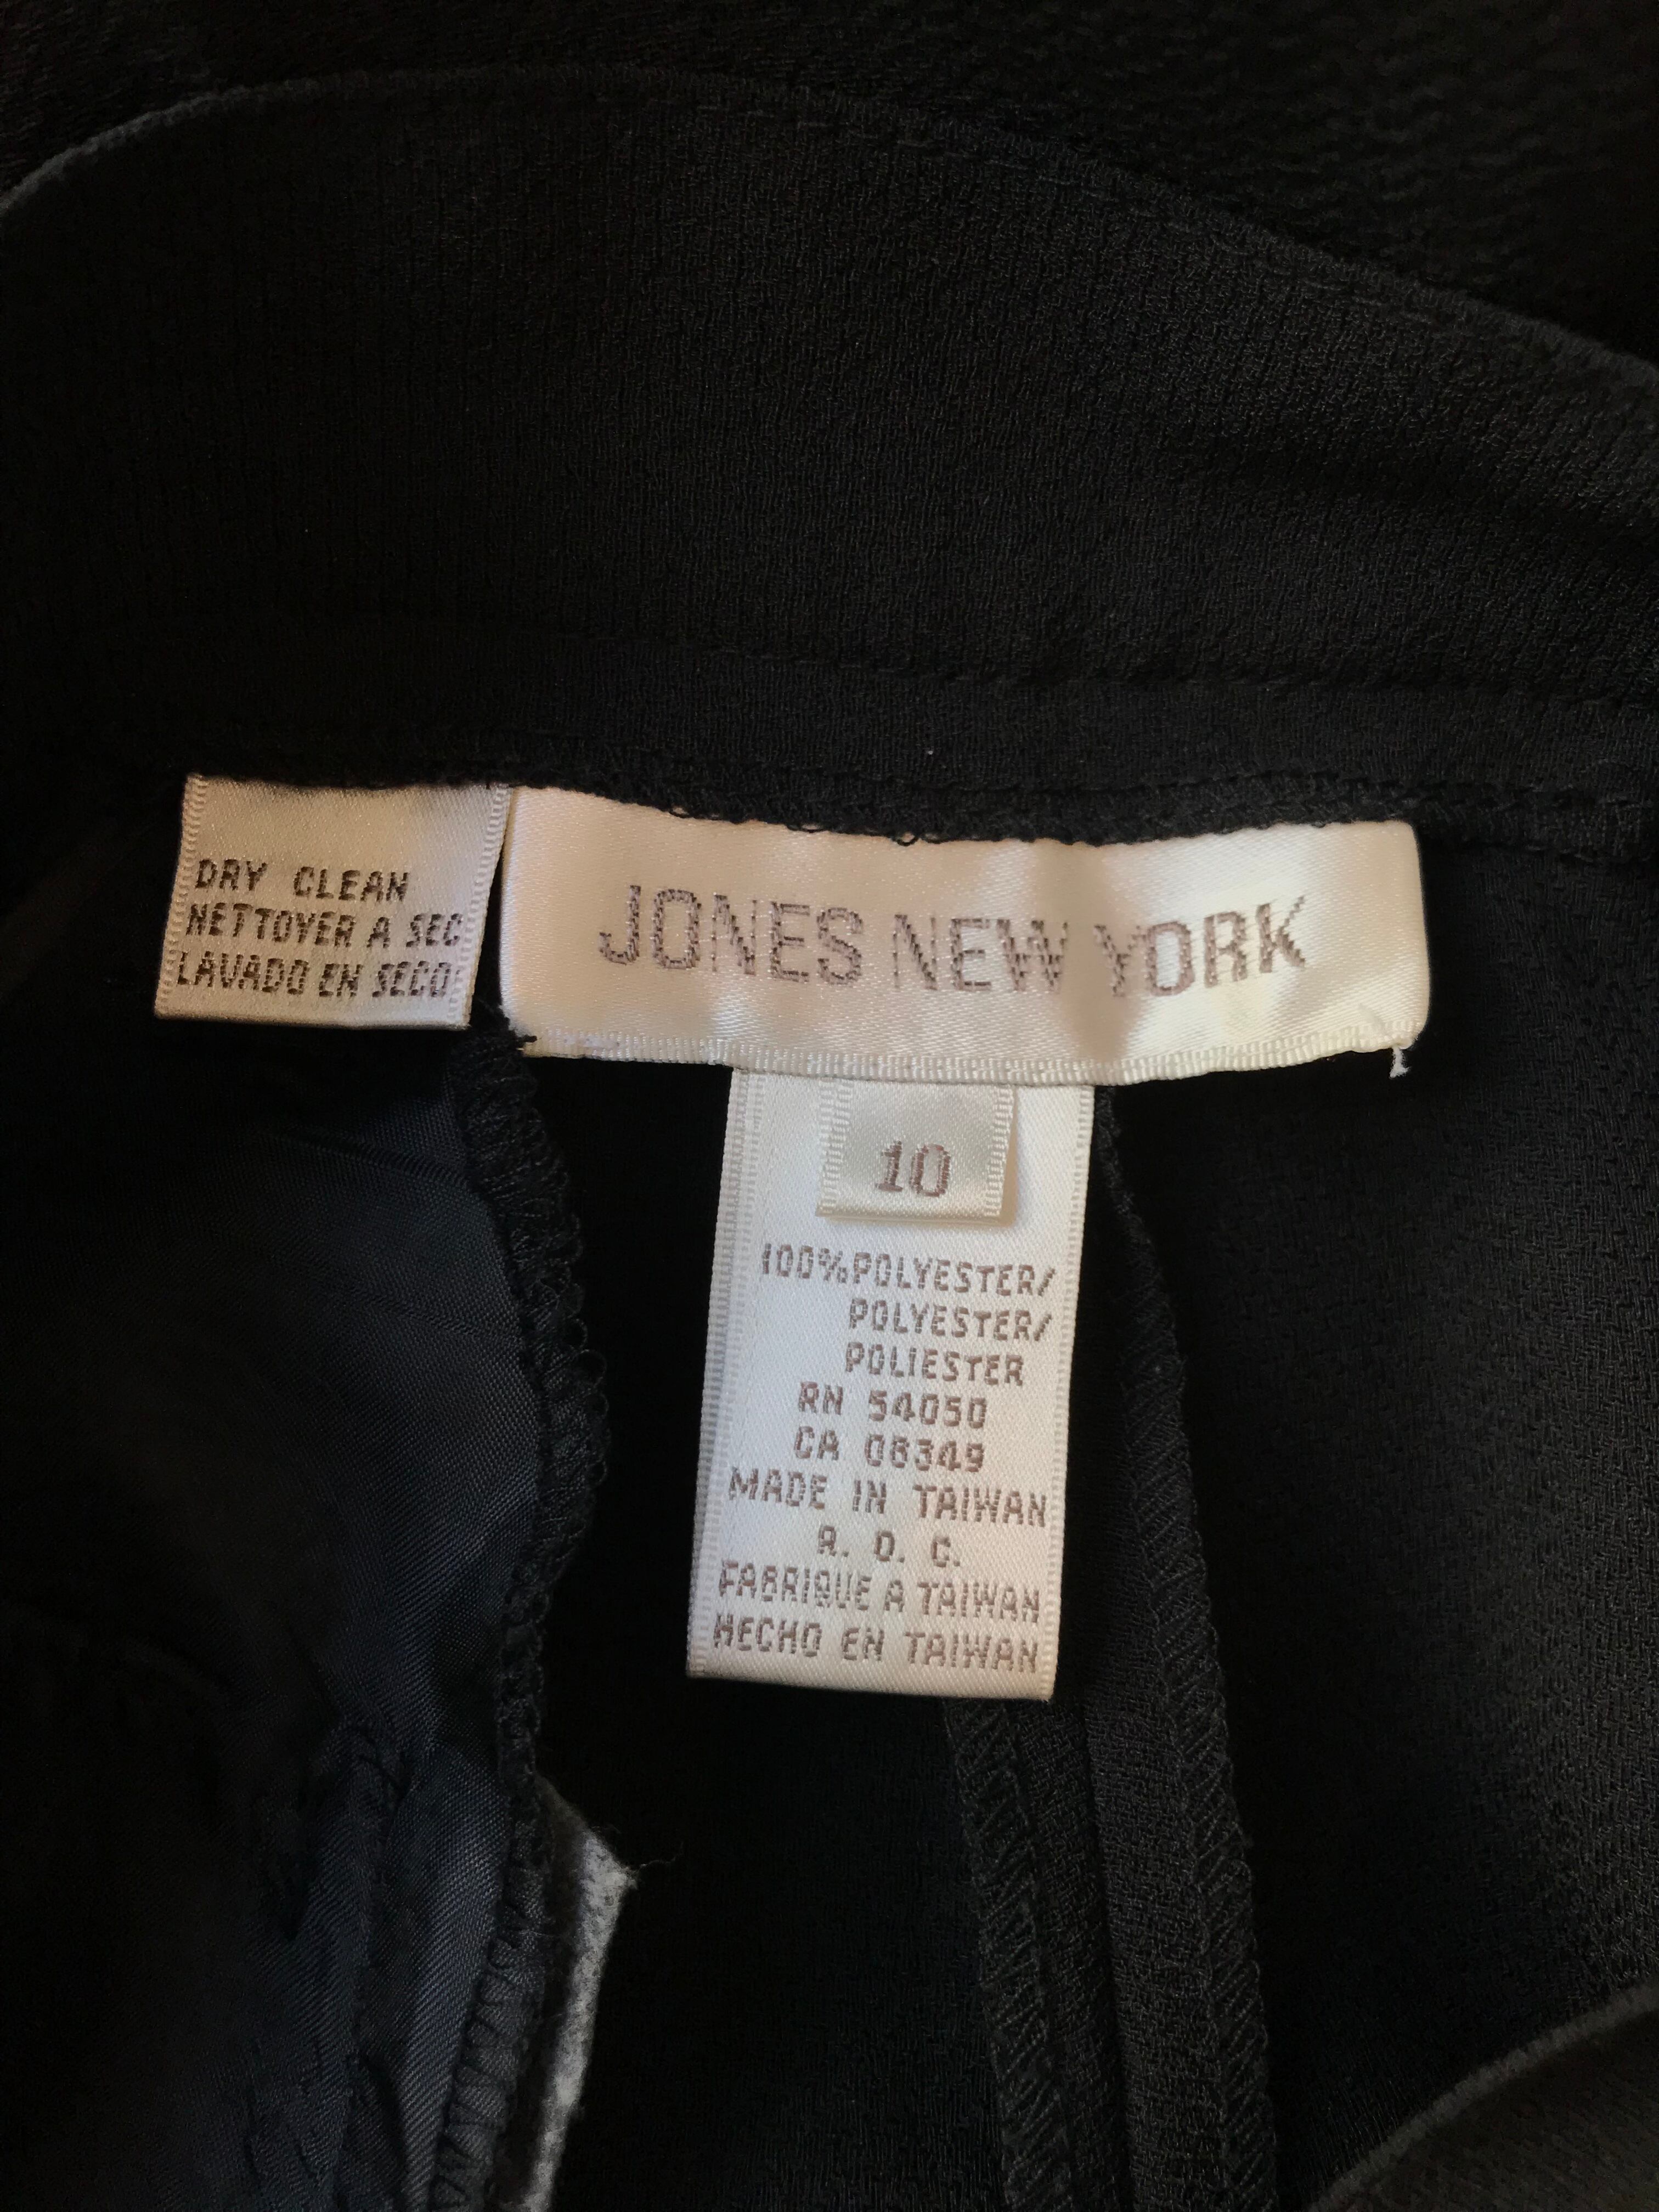 DRY CLEAN
NETTOYER A SEC
LAVADO EN SECO
JONES NEW YORK
10
100%POLYESTER/
POLYESTER/
POLIESTER
RN 54050
CA 08349
MADE IN TAIWAN
R. O. C.
FABRIQUE A TAIWAN
HECHO EN TAIWAN